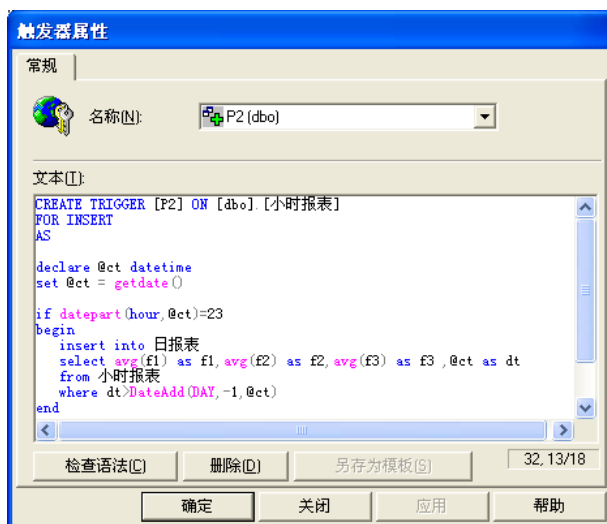 触发器属性
常规
名称(N):
P2 (dbo)
文本(T):
CREATE TRIGGER [P2] ON [dbo].[小时报表]
FOR INSERT
AS
declare @ct datetime
set @ct = getdate()
if datepart(hour,@ct)=23
begin
insert into 日报表
select avg(f1) as f1,avg(f2) as f2,avg(f3) as f3 ,@ct as dt
from 小时报表
where dt>DateAdd(DAY,-1,@ct)
end
检查语法(C)
删除(D)
另存为模板(S)
32, 13/18
确定
关闭
应用
帮助